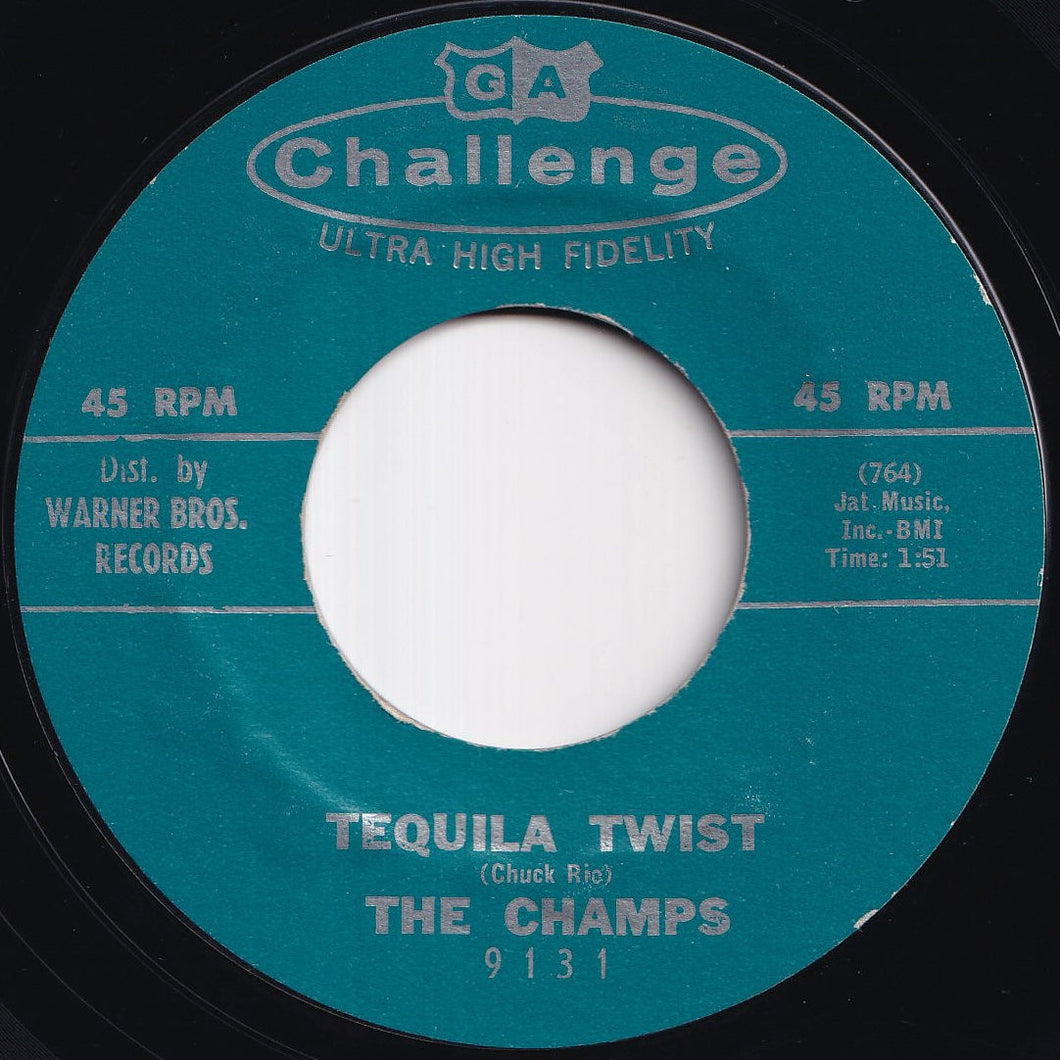 GA
Challenge
ULTRA HIGH FIDELITY
45 RPM
45 RPM
Dist. by
WARNER BROS.
RECORDS
(764)
Jat Music,
Inc.-BMI
Time: 1:51
TEQUILA TWIST
(Chuck Rio)
THE CHAMPS
9131